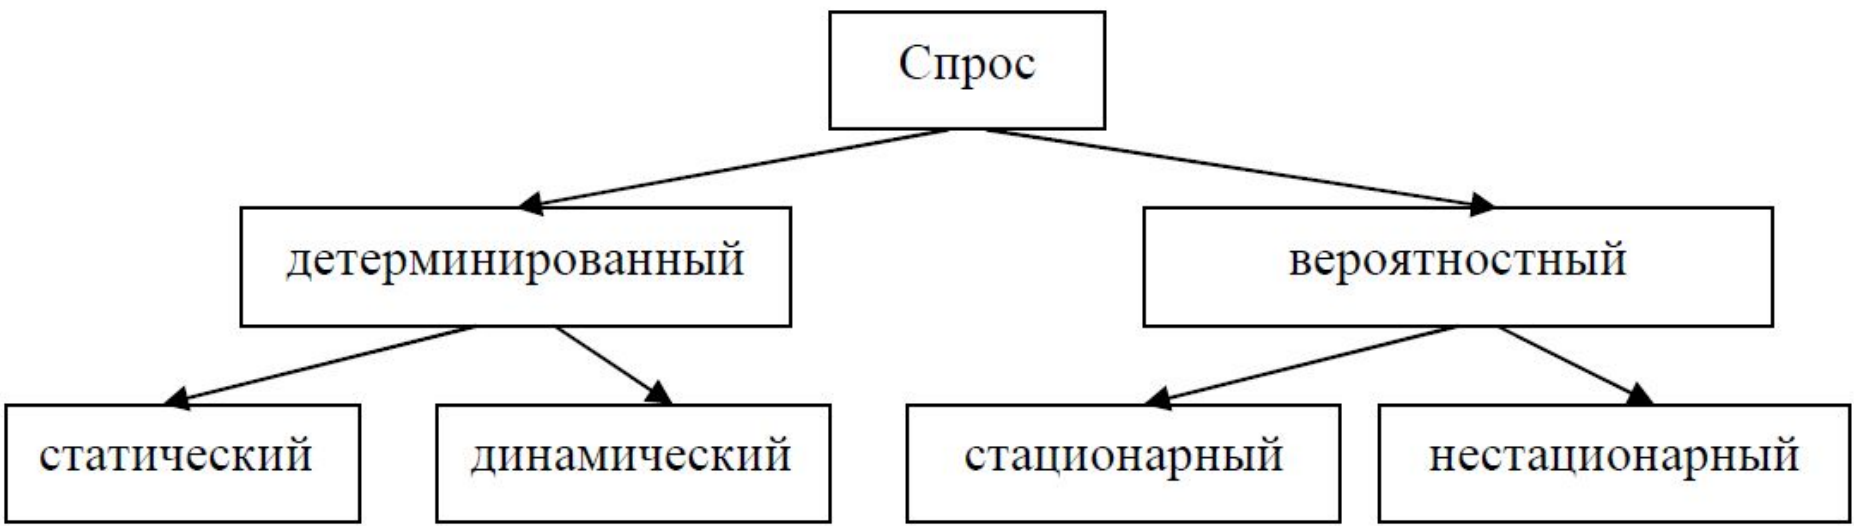 Спрос
детерминированный
вероятностный
статический
динамический
стационарный
нестационарный